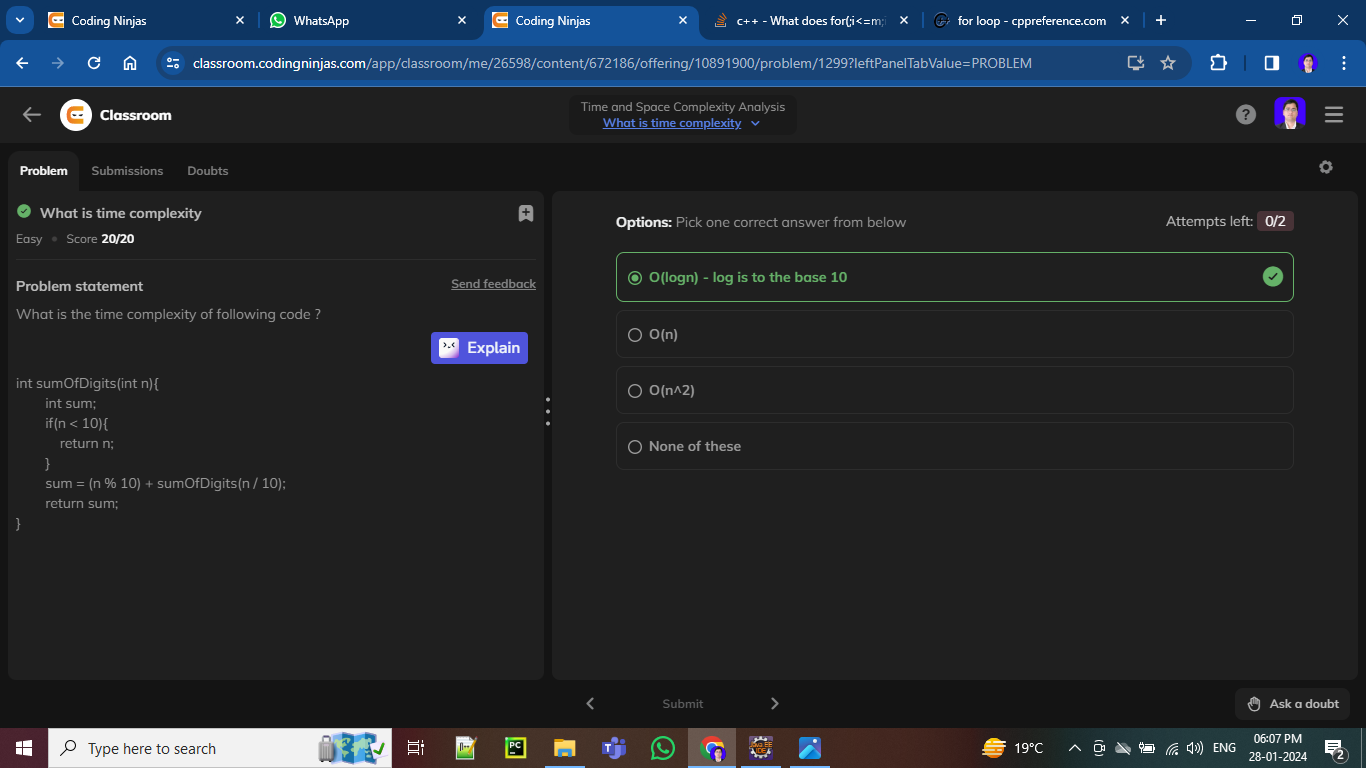 Coding Ninjas
WhatsApp
Coding Ninjas
c++ - What does for(;i<=m;i
for loop - cppreference.com
classroom.codingninjas.com/app/classroom/me/26598/content/672186/offering/10891900/problem/1299?leftPanelTabValue=PROBLEM
Classroom
Time and Space Complexity Analysis
What is time complexity
Problem
Submissions
Doubts
What is time complexity
Easy
Score 20/20
Problem statement
Send feedback
What is the time complexity of following code ?
Explain
int sumOfDigits(int n){
int sum;
if(n < 10){
return n;
}
sum = (n % 10) + sumOfDigits(n / 10);
return sum;
}
Options: Pick one correct answer from below
Attempts left: 0/2
O(logn) - log is to the base 10
O(n)
O(n^2)
None of these
Submit
Ask a doubt
Type here to search
PC
19°C
ENG
06:07 PM
28-01-2024
2